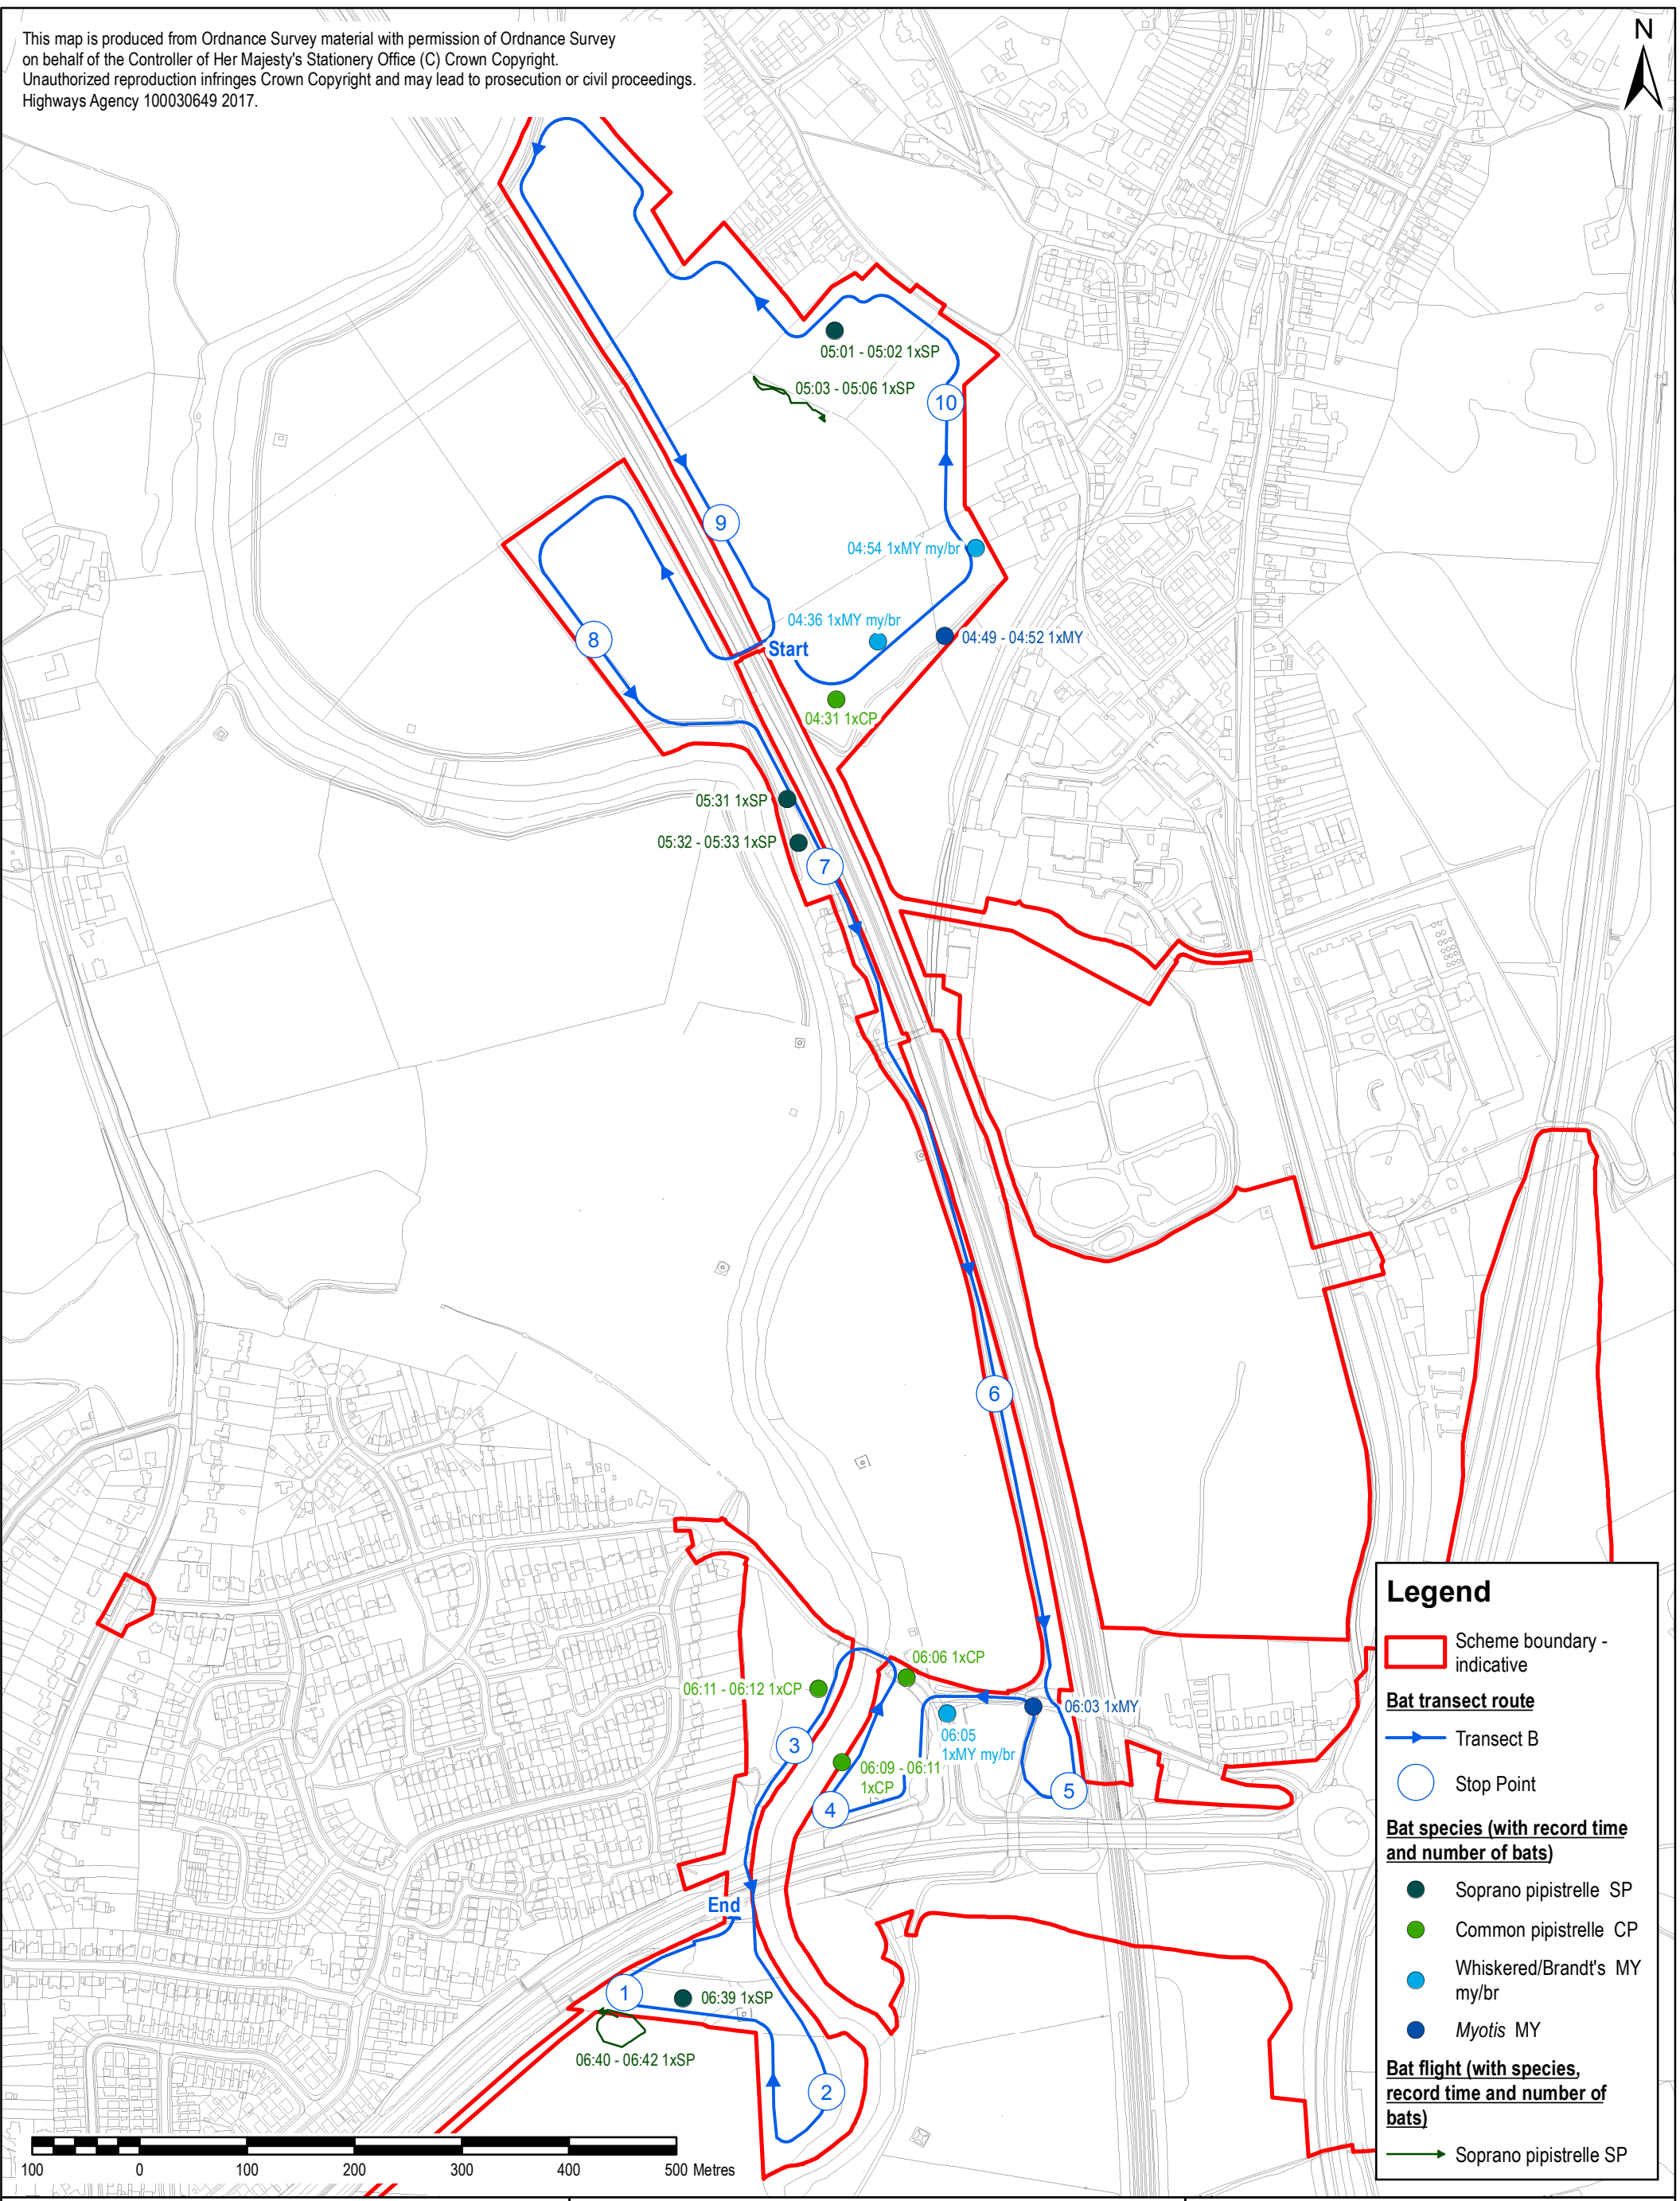 This map is produced from Ordnance Survey material with permission of Ordnance Survey
on behalf of the Controller of Her Majesty's Stationery Office (C) Crown Copyright.
Unauthorized reproduction infringes Crown Copyright and may lead to prosecution or civil proceedings.
Highways Agency 100030649 2017.
N
05:01 - 05:02 1xSP
05:03 - 05:06 1xSP
10
9
04:54 1xMY my/br
8
04:36 1xMY my/br
04:49 - 04:52 1xMY
Start
04:31 1xCP
05:31 1xSP
05:32 - 05:33 1xSP
7
6
06:06 1xCP
06:11 - 06:12 1xCP
06:03 1xMY
06:05
1xMY my/br
3
06:09 - 06:11
1xCP
4
5
End
1
06:39 1xSP
06:40 - 06:42 1xSP
2
100 0 100 200 300 400 500 Metres
Legend
Scheme boundary -
indicative
Bat transect route
Transect B
Stop Point
Bat species (with record time
and number of bats)
Soprano pipistrelle SP
Common pipistrelle CP
Whiskered/Brandt's MY
my/br
Myotis MY
Bat flight (with species,
record time and number of
bats)
Soprano pipistrelle SP